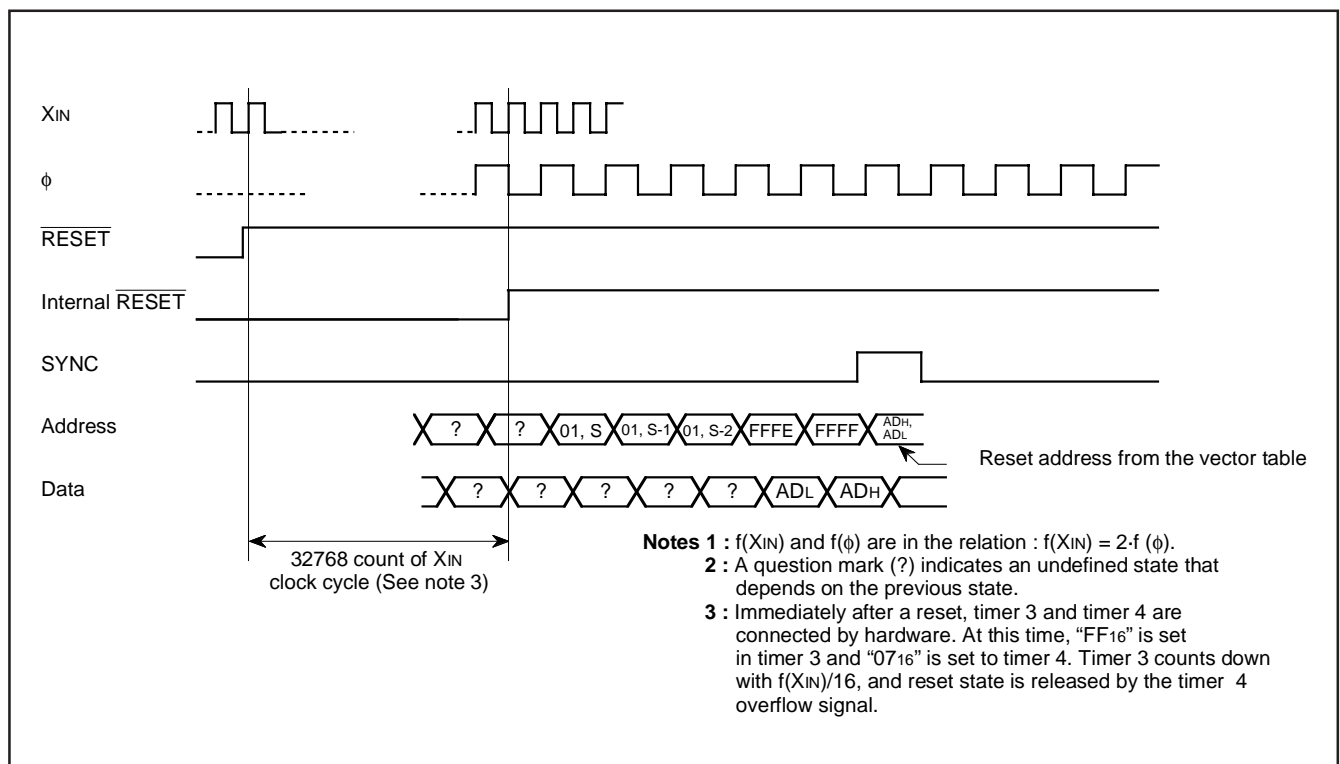 XIN
ϕ
RESET
Internal RESET
SYNC
Address
? ? 01, S 01, S-1 01, S-2 FFFE FFFF ADH,
ADL
Reset address from the vector table
Data
? ? ? ? ? ADL ADH
32768 count of XIN
clock cycle (See note 3)
Notes 1 : f(XIN) and f(ϕ) are in the relation : f(XIN) = 2·f (ϕ).
2 : A question mark (?) indicates an undefined state that
depends on the previous state.
3 : Immediately after a reset, timer 3 and timer 4 are
connected by hardware. At this time, “FF16” is set
in timer 3 and “0716” is set to timer 4. Timer 3 counts down
with f(XIN)/16, and reset state is released by the timer 4
overflow signal.